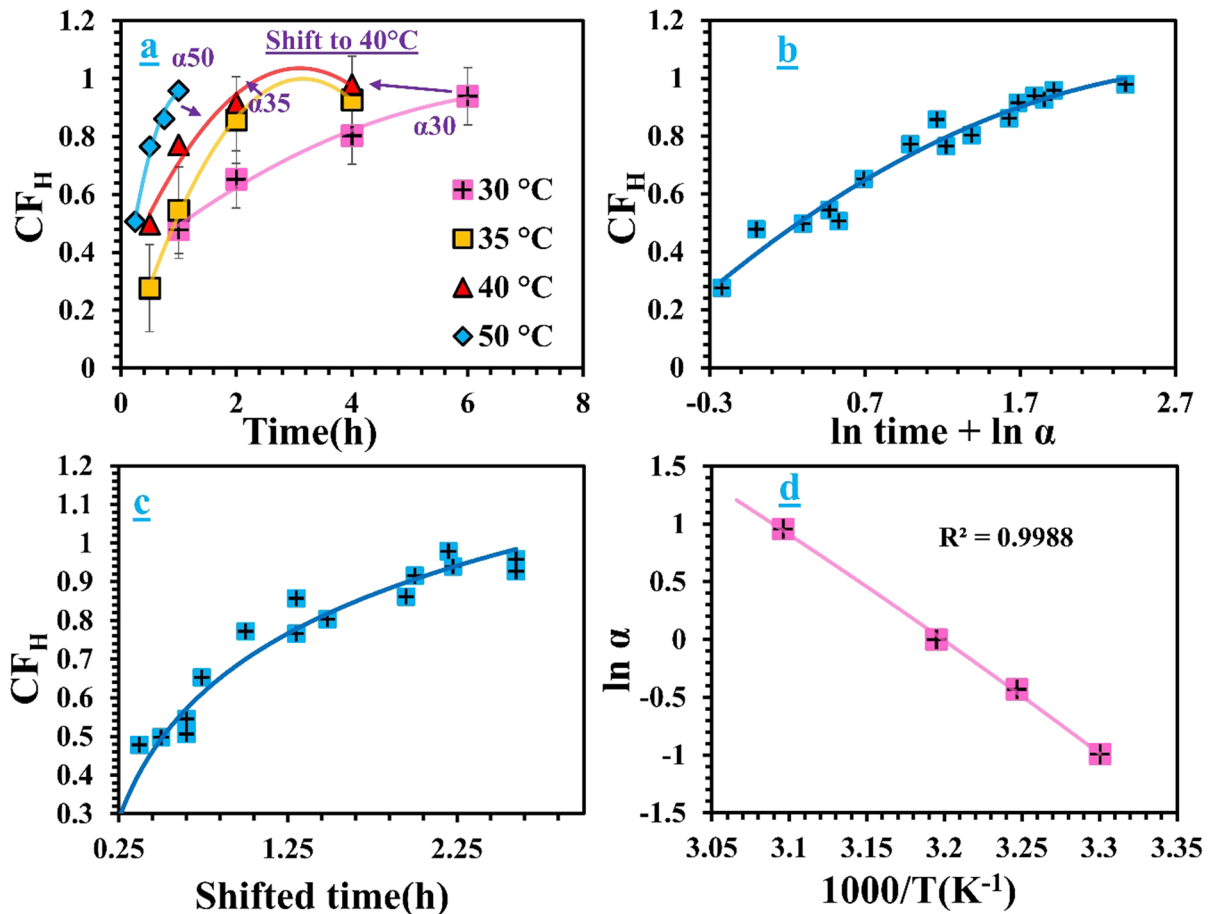 a
α50
Shift to 40°C
α35
α30
30 °C
35 °C
40 °C
50 °C
CF_H
1.2
1
0.8
0.6
0.4
0.2
0
0 2 4 6 8
Time(h)
b
CF_H
1.2
1
0.8
0.6
0.4
0.2
0
-0.3 0.7 1.7 2.7
ln time + ln α
c
CF_H
1.2
1.1
1
0.9
0.8
0.7
0.6
0.5
0.4
0.3
0.25 1.25 2.25
Shifted time(h)
d
R² = 0.9988
ln α
1.5
1
0.5
0
-0.5
-1
-1.5
3.05 3.1 3.15 3.2 3.25 3.3 3.35
1000/T(K⁻¹)